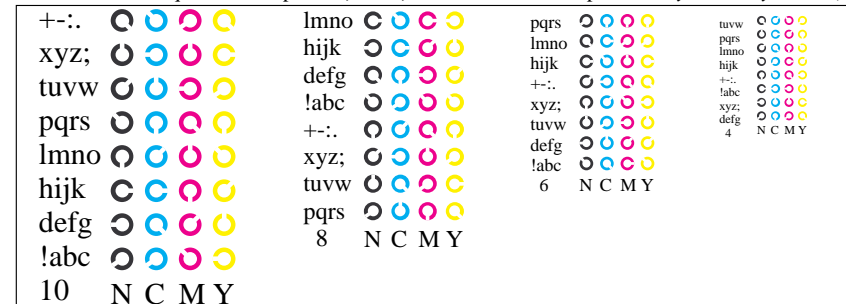 +-:.
xyz;
tuvw
pqrs
lmno
hijk
defg
!abc
10 N C M Y
lmno
hijk
defg
!abc
+-:.
xyz;
tuvw
pqrs
8 N C M Y
pqrs
lmno
hijk
+-:.
xyz;
tuvw
defg
!abc
6 N C M Y
tuvw
pqrs
lmno
hijk
+-:.
!abc
xyz;
defg
4 N C M Y